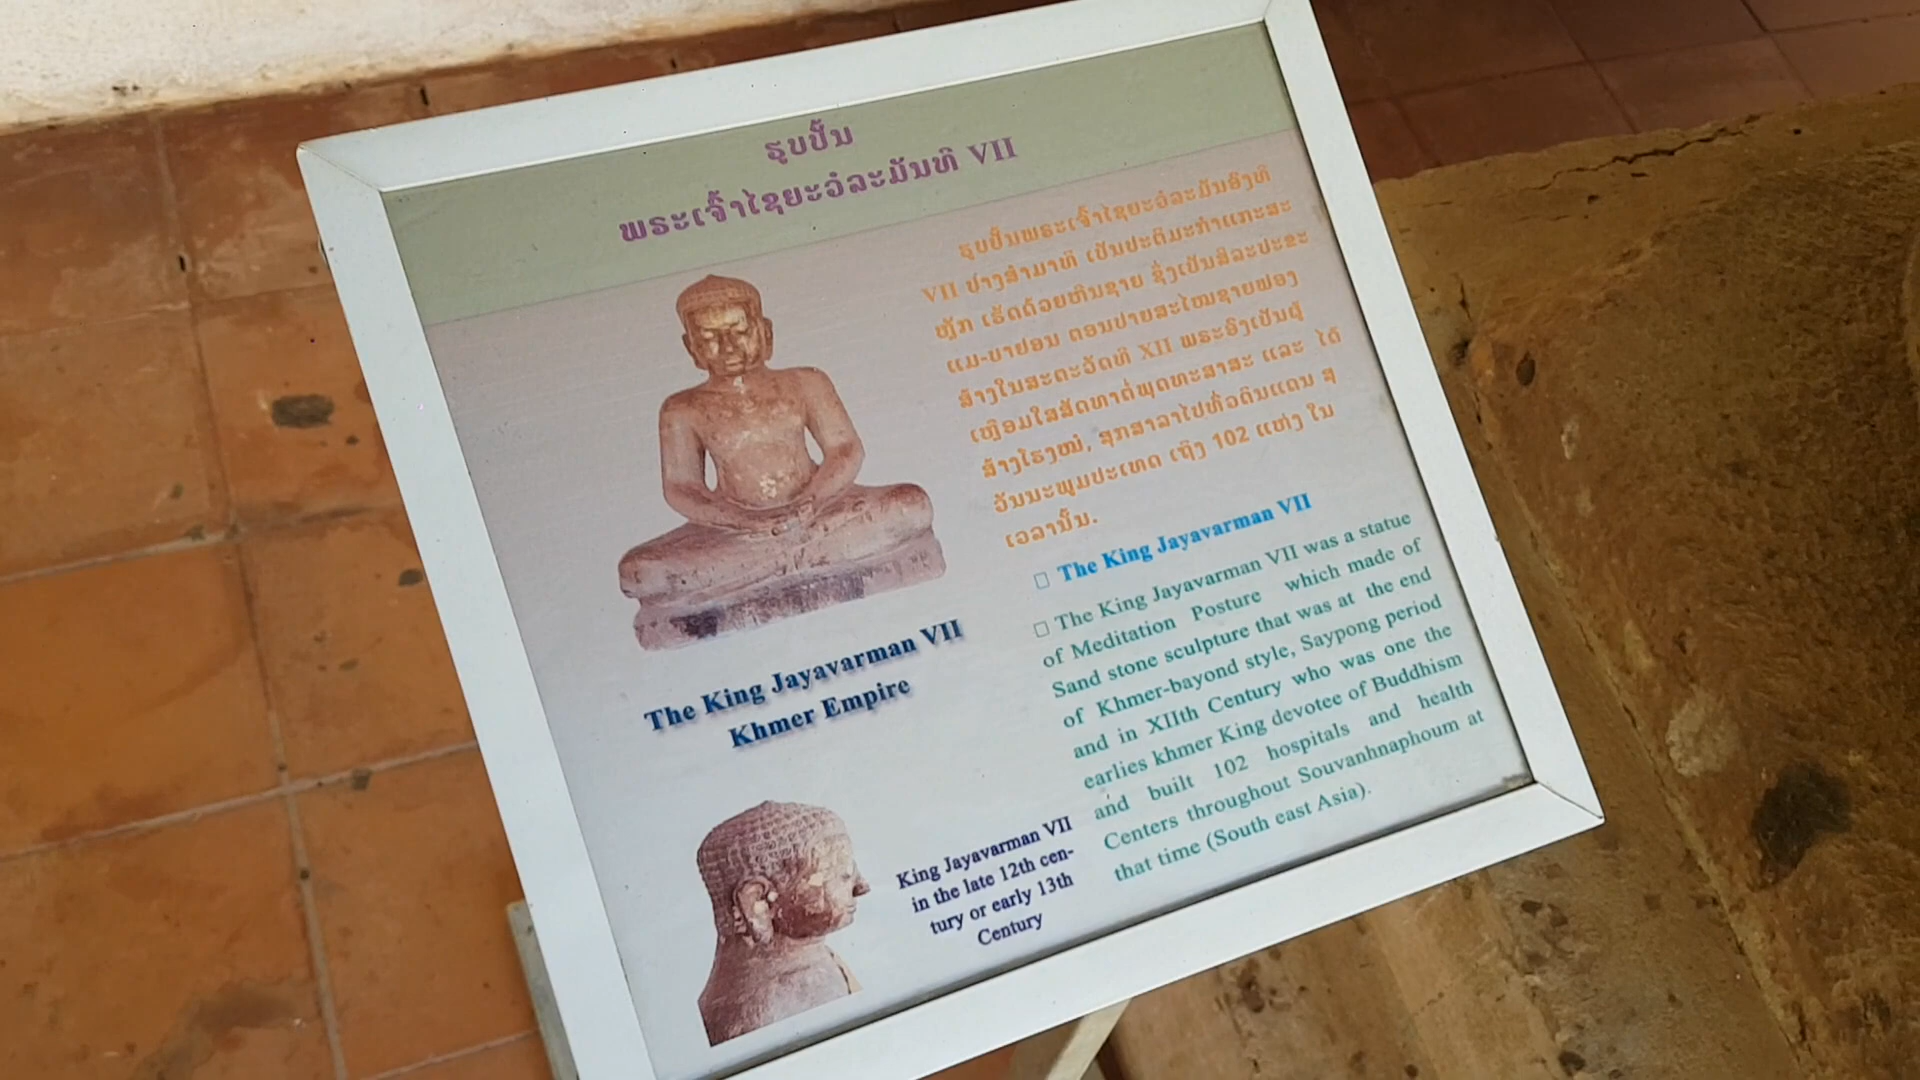 ຮູບປັ້ນ
ພຣະເຈົ້າໄຊຍະວໍລະມັນທີ VII
ຮູບປັ້ນພຣະເຈົ້າໄຊຍະວໍລະມັນອົງທີ
VII ປາງສຳມາທິ ເປັນປະຕິມະກຳແກະສະ
ຫຼັກ ເຮັດດ້ວຍຫີນຊາຍ ຊຶ່ງເປັນສິລະປະຂະ
ແມ-ບາຢອນ ຕອນປາຍສະໄໝຊາຍຟອງ
ສ້າງໃນສະຕະວັດທີ XII ພຣະອົງເປັນຜູ້
ເຫຼື້ອມໃສສັດທາຕໍ່ພຸດທະສາສະ ແລະ ໄດ້
ສ້າງໂຮງໝໍ, ສຸກສາລາໄປທົ່ວດິນແດນ ສຸ
ວັນນະພູມປະເທດ ເຖິງ 102 ແຫ່ງ ໃນ
ເວລານັ້ນ.
The King Jayavarman VII
The King Jayavarman VII was a statue
of Meditation Posture which made of
Sand stone sculpture that was at the end
of Khmer-bayond style, Saypong period
and in XIIth Century who was one the
earlies khmer King devotee of Buddhism
and built 102 hospitals and health
Centers throughout Souvanhnaphoum at
that time (South east Asia).
The King Jayavarman VII
Khmer Empire
King Jayavarman VII
in the late 12th cen-
tury or early 13th
Century